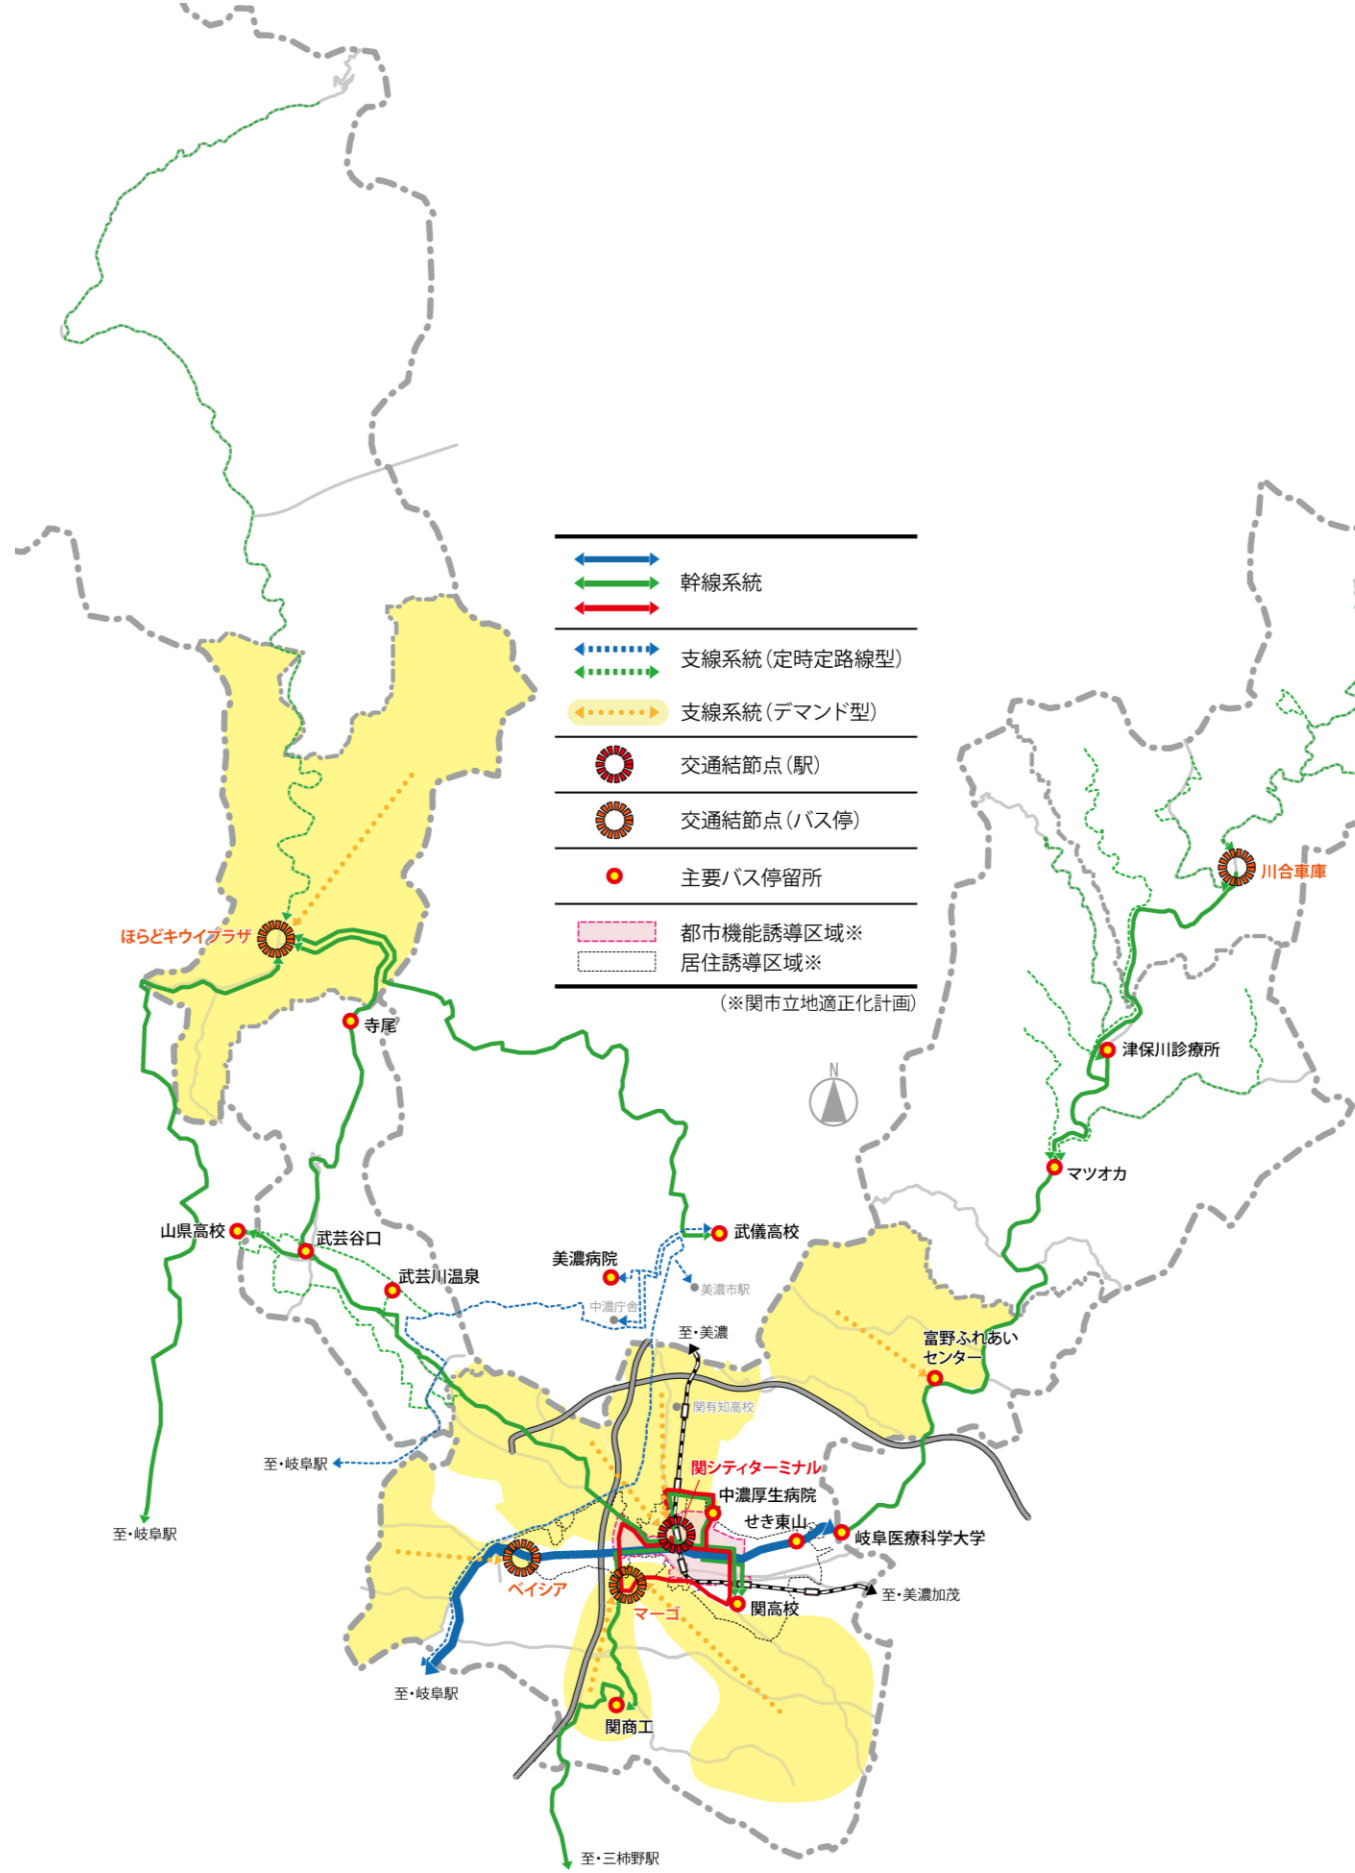 幹線系統
支線系統(定時定路線型)
支線系統(デマンド型)
交通結節点(駅)
交通結節点(バス停)
主要バス停留所
都市機能誘導区域※
居住誘導区域※
(※関市立地適正化計画)
N
川合車庫
ほらどキウイプラザ
寺尾
津保川診療所
マツオカ
山県高校
武芸谷口
武儀高校
美濃病院
武芸川温泉
美濃市駅
中濃庁舎
至・美濃
富野ふれあい
センター
関有知高校
至・岐阜駅
関シティターミナル
中濃厚生病院
せき東山
至・岐阜駅
岐阜医療科学大学
ベイシア
マーゴ
関高校
至・美濃加茂
至・岐阜駅
関商工
至・三柿野駅